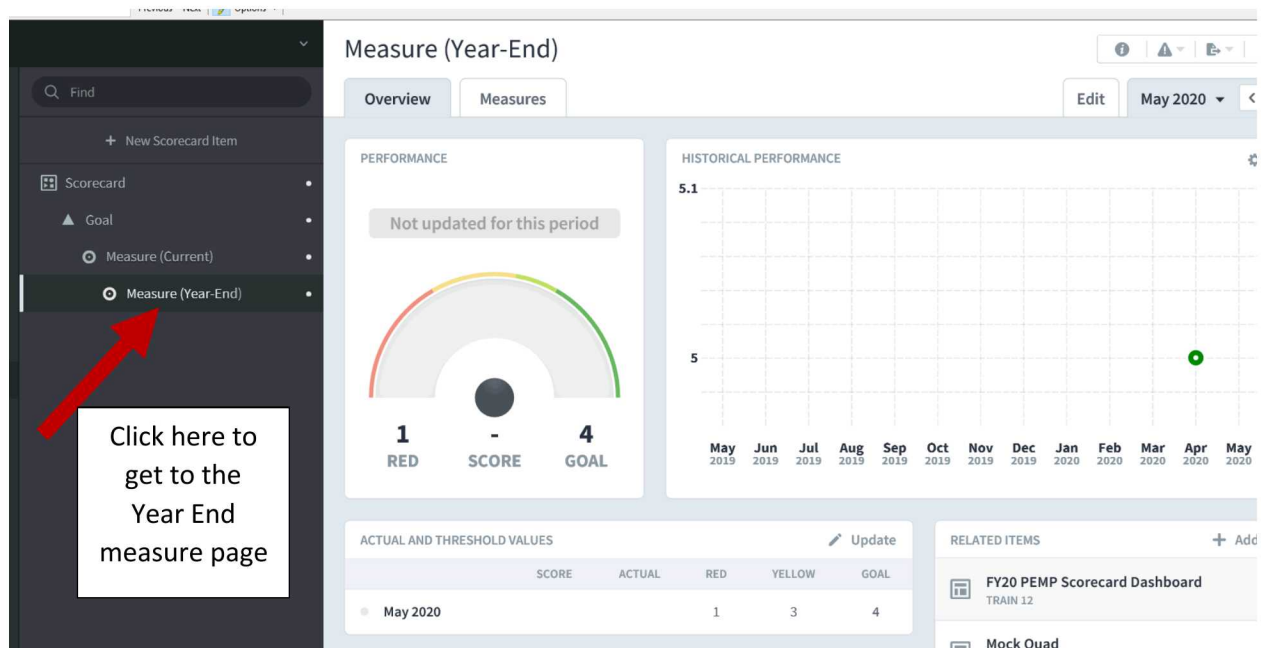 Previous Next Options
Measure (Year-End)
Find
Overview Measures Edit May 2020
+ New Scorecard Item
Scorecard
Goal
Measure (Current)
Measure (Year-End)
Click here to
get to the
Year End
measure page
PERFORMANCE
Not updated for this period
1 - 4
RED SCORE GOAL
HISTORICAL PERFORMANCE
5.1
5
May Jun Jul Aug Sep Oct Nov Dec Jan Feb Mar Apr May
2019 2019 2019 2019 2019 2019 2019 2019 2020 2020 2020 2020 2020
ACTUAL AND THRESHOLD VALUES Update
SCORE ACTUAL RED YELLOW GOAL
May 2020 1 3 4
RELATED ITEMS + Add
FY20 PEMP Scorecard Dashboard
TRAIN 12
Mock Quad